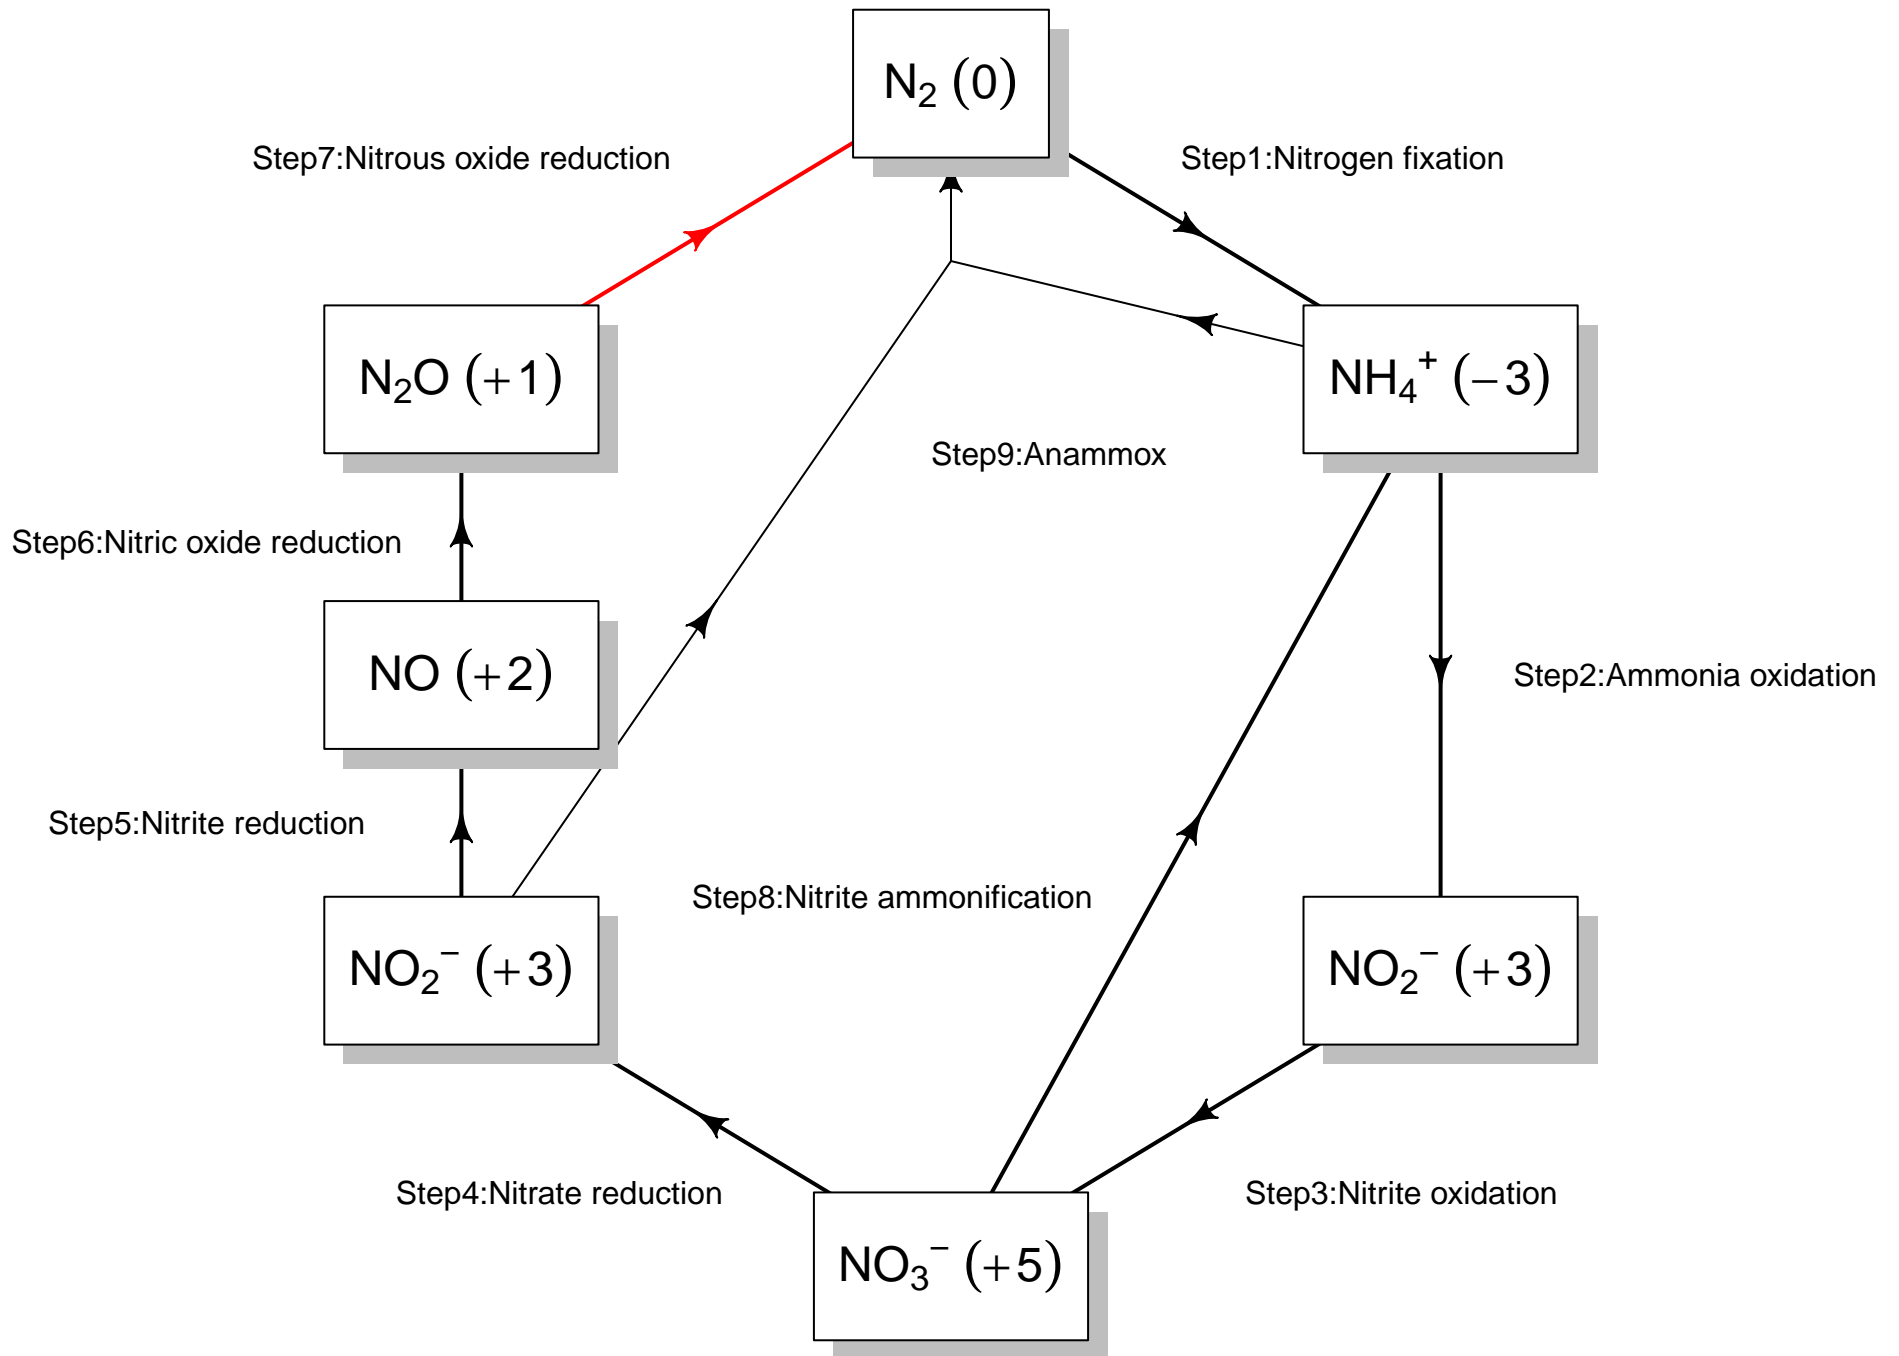 N₂ (0)
Step7:Nitrous oxide reduction
Step1:Nitrogen fixation
N₂O (+1)
NH₄⁺ (−3)
Step9:Anammox
Step6:Nitric oxide reduction
NO (+2)
Step2:Ammonia oxidation
Step5:Nitrite reduction
Step8:Nitrite ammonification
NO₂⁻ (+3)
NO₂⁻ (+3)
Step4:Nitrate reduction
Step3:Nitrite oxidation
NO₃⁻ (+5)